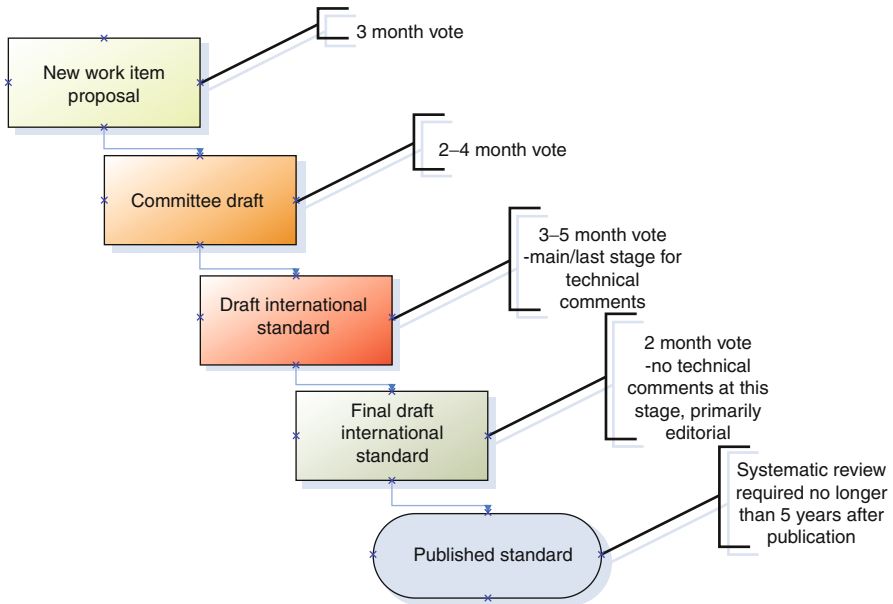 3 month vote
New work item
proposal
2–4 month vote
Committee draft
3–5 month vote
-main/last stage for
technical
comments
Draft international
standard
2 month vote
-no technical
comments at this
stage, primarily
editorial
Final draft
international
standard
Systematic review
required no longer
than 5 years after
publication
Published standard